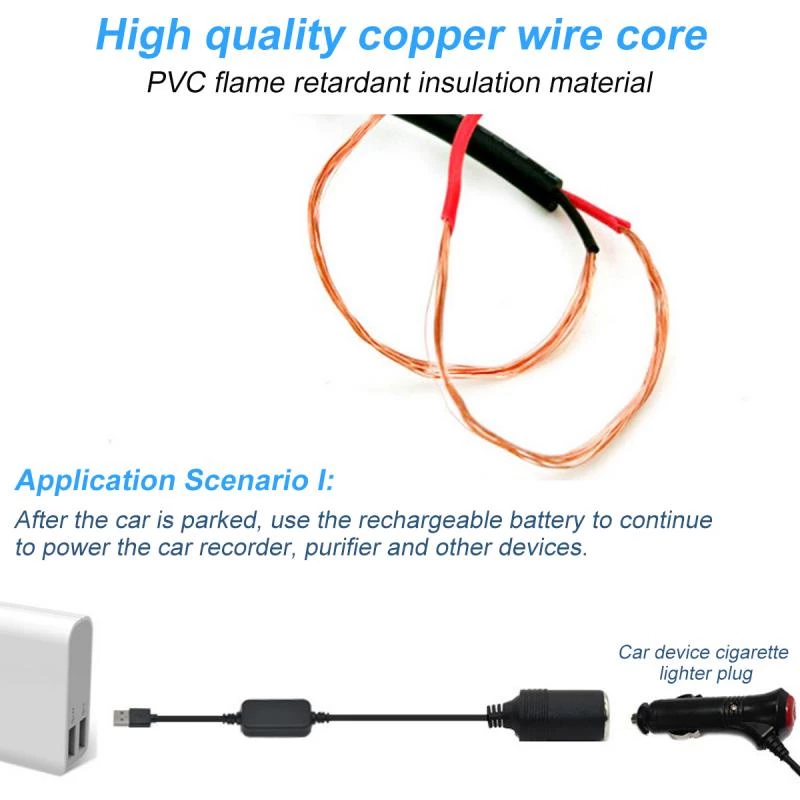 High quality copper wire core
PVC flame retardant insulation material
Application Scenario I:
After the car is parked, use the rechargeable battery to continue
to power the car recorder, purifier and other devices.
Car device cigarette
lighter plug